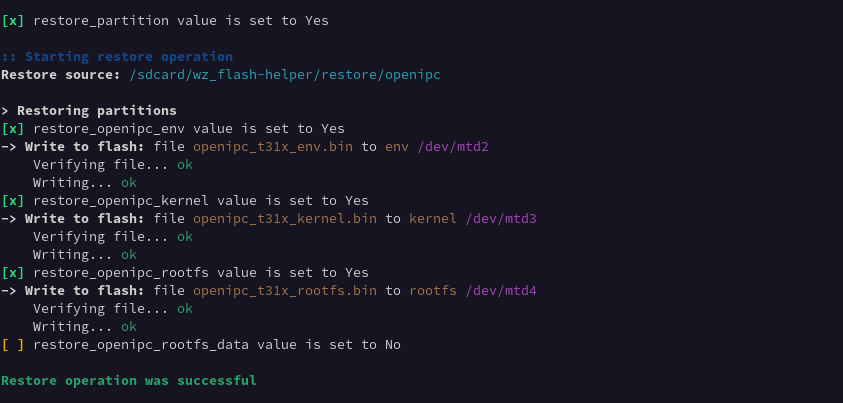 [x] restore_partition value is set to Yes
:: Starting restore operation
Restore source: /sdcard/wz_flash-helper/restore/openipc
> Restoring partitions
[x] restore_openipc_env value is set to Yes
-> Write to flash: file openipc_t31x_env.bin to env /dev/mtd2
Verifying file... ok
Writing... ok
[x] restore_openipc_kernel value is set to Yes
-> Write to flash: file openipc_t31x_kernel.bin to kernel /dev/mtd3
Verifying file... ok
Writing... ok
[x] restore_openipc_rootfs value is set to Yes
-> Write to flash: file openipc_t31x_rootfs.bin to rootfs /dev/mtd4
Verifying file... ok
Writing... ok
[ ] restore_openipc_rootfs_data value is set to No
Restore operation was successful